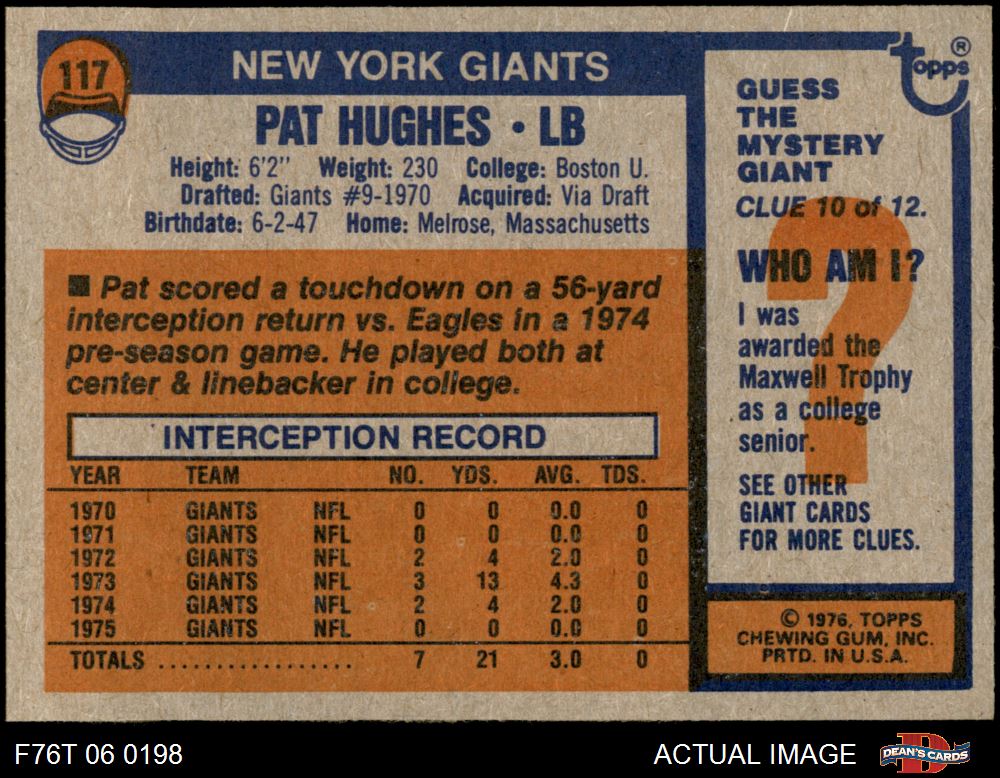 117
NEW YORK GIANTS
PAT HUGHES • LB
Height: 6'2" Weight: 230 College: Boston U.
Drafted: Giants #9-1970 Acquired: Via Draft
Birthdate: 6-2-47 Home: Melrose, Massachusetts
■ Pat scored a touchdown on a 56-yard
interception return vs. Eagles in a 1974
pre-season game. He played both at
center & linebacker in college.
INTERCEPTION RECORD
YEAR TEAM NO. YDS. AVG. TDS.
1970 GIANTS NFL 0 0 0.0 0
1971 GIANTS NFL 0 0 0.0 0
1972 GIANTS NFL 2 4 2.0 0
1973 GIANTS NFL 3 13 4.3 0
1974 GIANTS NFL 2 4 2.0 0
1975 GIANTS NFL 0 0 0.0 0
TOTALS .................. 7 21 3.0 0
topps ®
GUESS
THE
MYSTERY
GIANT
CLUE 10 of 12.
?
WHO AM I?
I was
awarded the
Maxwell Trophy
as a college
senior.
SEE OTHER
GIANT CARDS
FOR MORE CLUES.
© 1976, TOPPS
CHEWING GUM, INC.
PRTD. IN U.S.A.
F76T 06 0198
ACTUAL IMAGE
D
DEAN'S CARDS